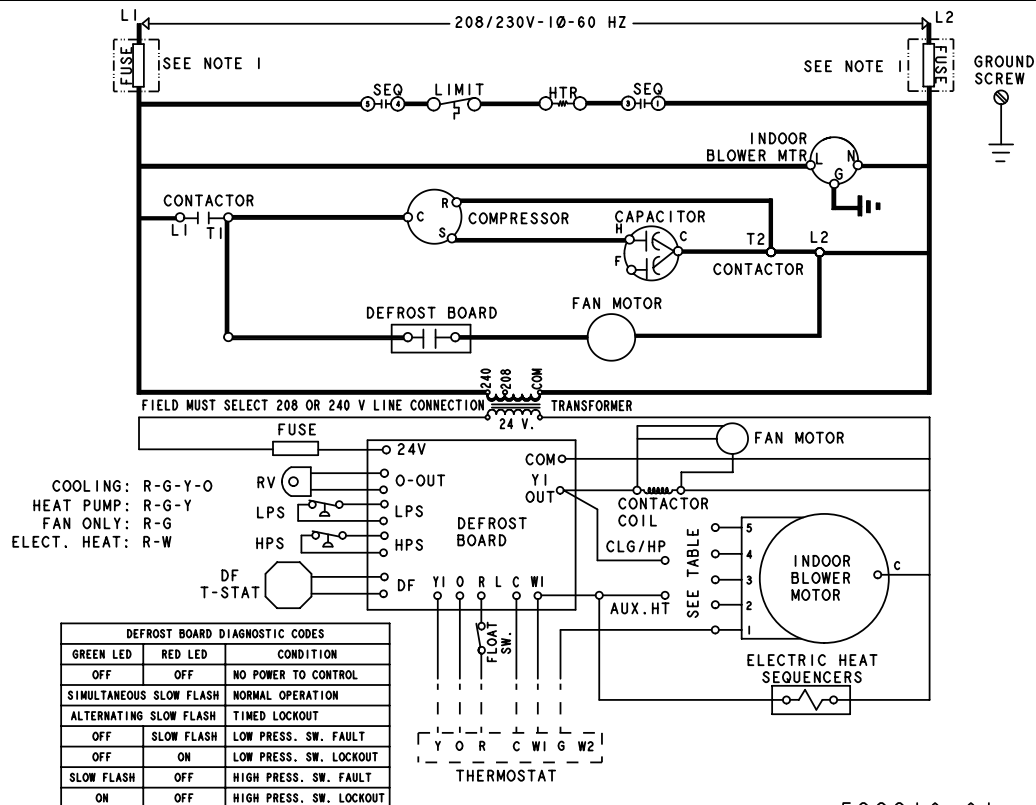 L1
208/230V-1Ø-60 HZ
L2
FUSE
SEE NOTE 1
SEE NOTE 1
FUSE
GROUND
SCREW
SEQ
LIMIT
HTR
SEQ
5
4
3
1
INDOOR
BLOWER MTR
L
N
G
CONTACTOR
L1
T1
C
R
S
COMPRESSOR
CAPACITOR
H
F
C
T2
L2
CONTACTOR
DEFROST BOARD
FAN MOTOR
240
208
COM
FIELD MUST SELECT 208 OR 240 V LINE CONNECTION
TRANSFORMER
24 V.
FUSE
24V
COM
Y1
OUT
FAN MOTOR
CONTACTOR
COIL
RV
O-OUT
LPS
LPS
HPS
HPS
DF
T-STAT
DF
DEFROST
BOARD
COOLING: R-G-Y-O
HEAT PUMP: R-G-Y
FAN ONLY: R-G
ELECT. HEAT: R-W
CLG/HP
AUX.HT
SEE TABLE
5
4
3
2
1
INDOOR
BLOWER
MOTOR
C
Y1 O R L C W1
FLOAT
SW.
ELECTRIC HEAT
SEQUENCERS
Y O R C W1 G W2
THERMOSTAT
DEFROST BOARD DIAGNOSTIC CODES
GREEN LED RED LED CONDITION
OFF OFF NO POWER TO CONTROL
SIMULTANEOUS SLOW FLASH NORMAL OPERATION
ALTERNATING SLOW FLASH TIMED LOCKOUT
OFF SLOW FLASH LOW PRESS. SW. FAULT
OFF ON LOW PRESS. SW. LOCKOUT
SLOW FLASH OFF HIGH PRESS. SW. FAULT
ON OFF HIGH PRESS. SW. LOCKOUT